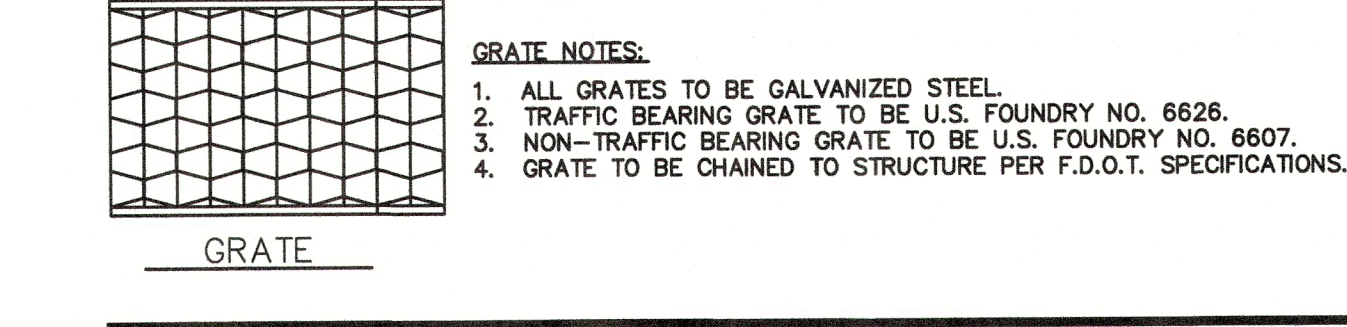 GRATE NOTES:
1. ALL GRATES TO BE GALVANIZED STEEL.
2. TRAFFIC BEARING GRATE TO BE U.S. FOUNDRY NO. 6626.
3. NON-TRAFFIC BEARING GRATE TO BE U.S. FOUNDRY NO. 6607.
4. GRATE TO BE CHAINED TO STRUCTURE PER F.D.O.T. SPECIFICATIONS.
GRATE